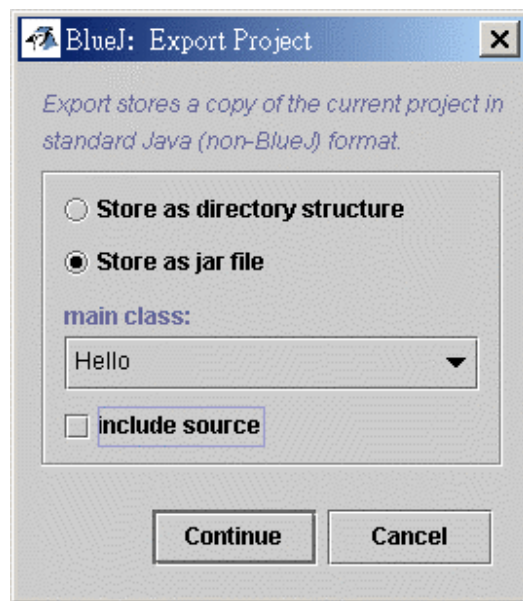 BlueJ: Export Project
Export stores a copy of the current project in
standard Java (non-BlueJ) format.
Store as directory structure
Store as jar file
main class:
Hello
include source
Continue Cancel